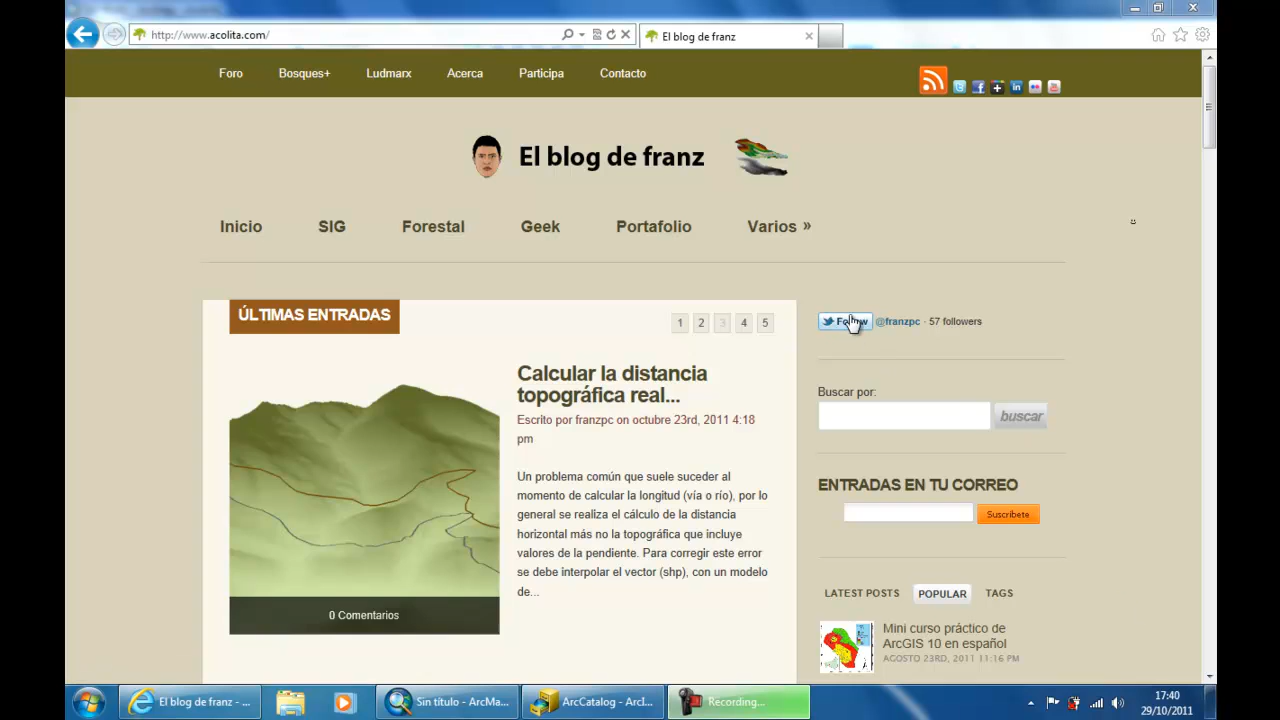 http://www.acolita.com/
El blog de franz
Foro Bosques+ Ludmarx Acerca Participa Contacto
El blog de franz
Inicio SIG Forestal Geek Portafolio Varios »
ÚLTIMAS ENTRADAS
1 2 3 4 5
Calcular la distancia
topográfica real...
Escrito por franzpc on octubre 23rd, 2011 4:18
pm
Un problema común que suele suceder al
momento de calcular la longitud (vía o río), por lo
general se realiza el cálculo de la distancia
horizontal más no la topográfica que incluye
valores de la pendiente. Para corregir este error
se debe interpolar el vector (shp), con un modelo
de...
0 Comentarios
Follow @franzpc · 57 followers
Buscar por:
buscar
ENTRADAS EN TU CORREO
Suscribete
LATEST POSTS POPULAR TAGS
Mini curso práctico de
ArcGIS 10 en español
AGOSTO 23RD, 2011 11:16 PM
El blog de franz - ...
Sin título - ArcMa...
ArcCatalog - ArcI...
Recording...
17:40
29/10/2011